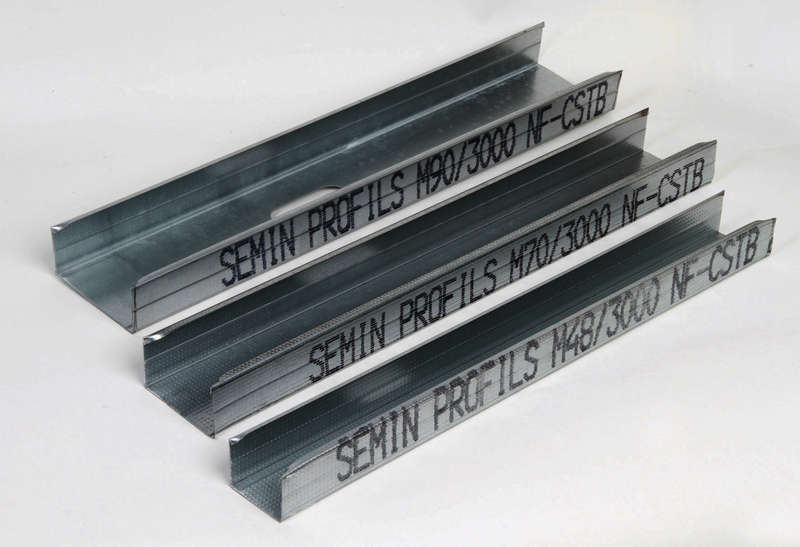 SEMIN PROFILS M90/3000 NF-CSTB
SEMIN PROFILS M70/3000 NF-CSTB
SEMIN PROFILS M48/3000 NF-CSTB